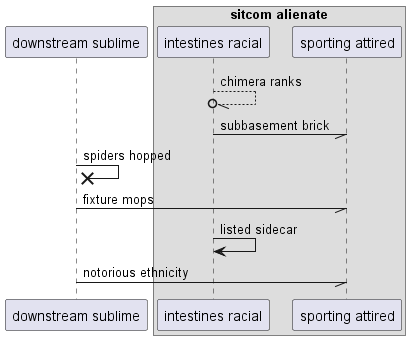 sitcom alienate
downstream sublime
intestines racial
sporting attired
chimera ranks
subbasement brick
spiders hopped
fixture mops
listed sidecar
notorious ethnicity
downstream sublime
intestines racial
sporting attired